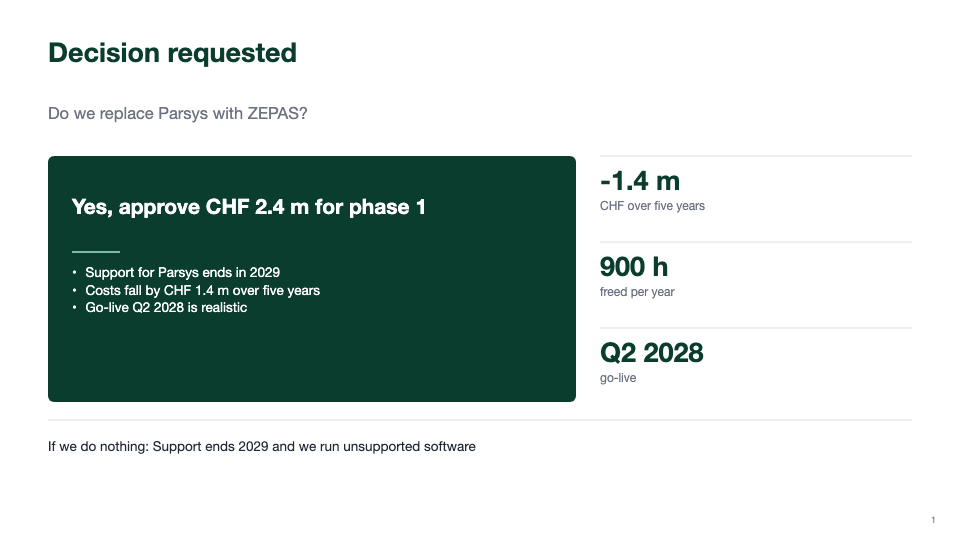 Decision requested
Do we replace Parsys with ZEPAS?
Yes, approve CHF 2.4 m for phase 1
• Support for Parsys ends in 2029
• Costs fall by CHF 1.4 m over five years
• Go-live Q2 2028 is realistic
-1.4 m
CHF over five years
900 h
freed per year
Q2 2028
go-live
If we do nothing: Support ends 2029 and we run unsupported software
1